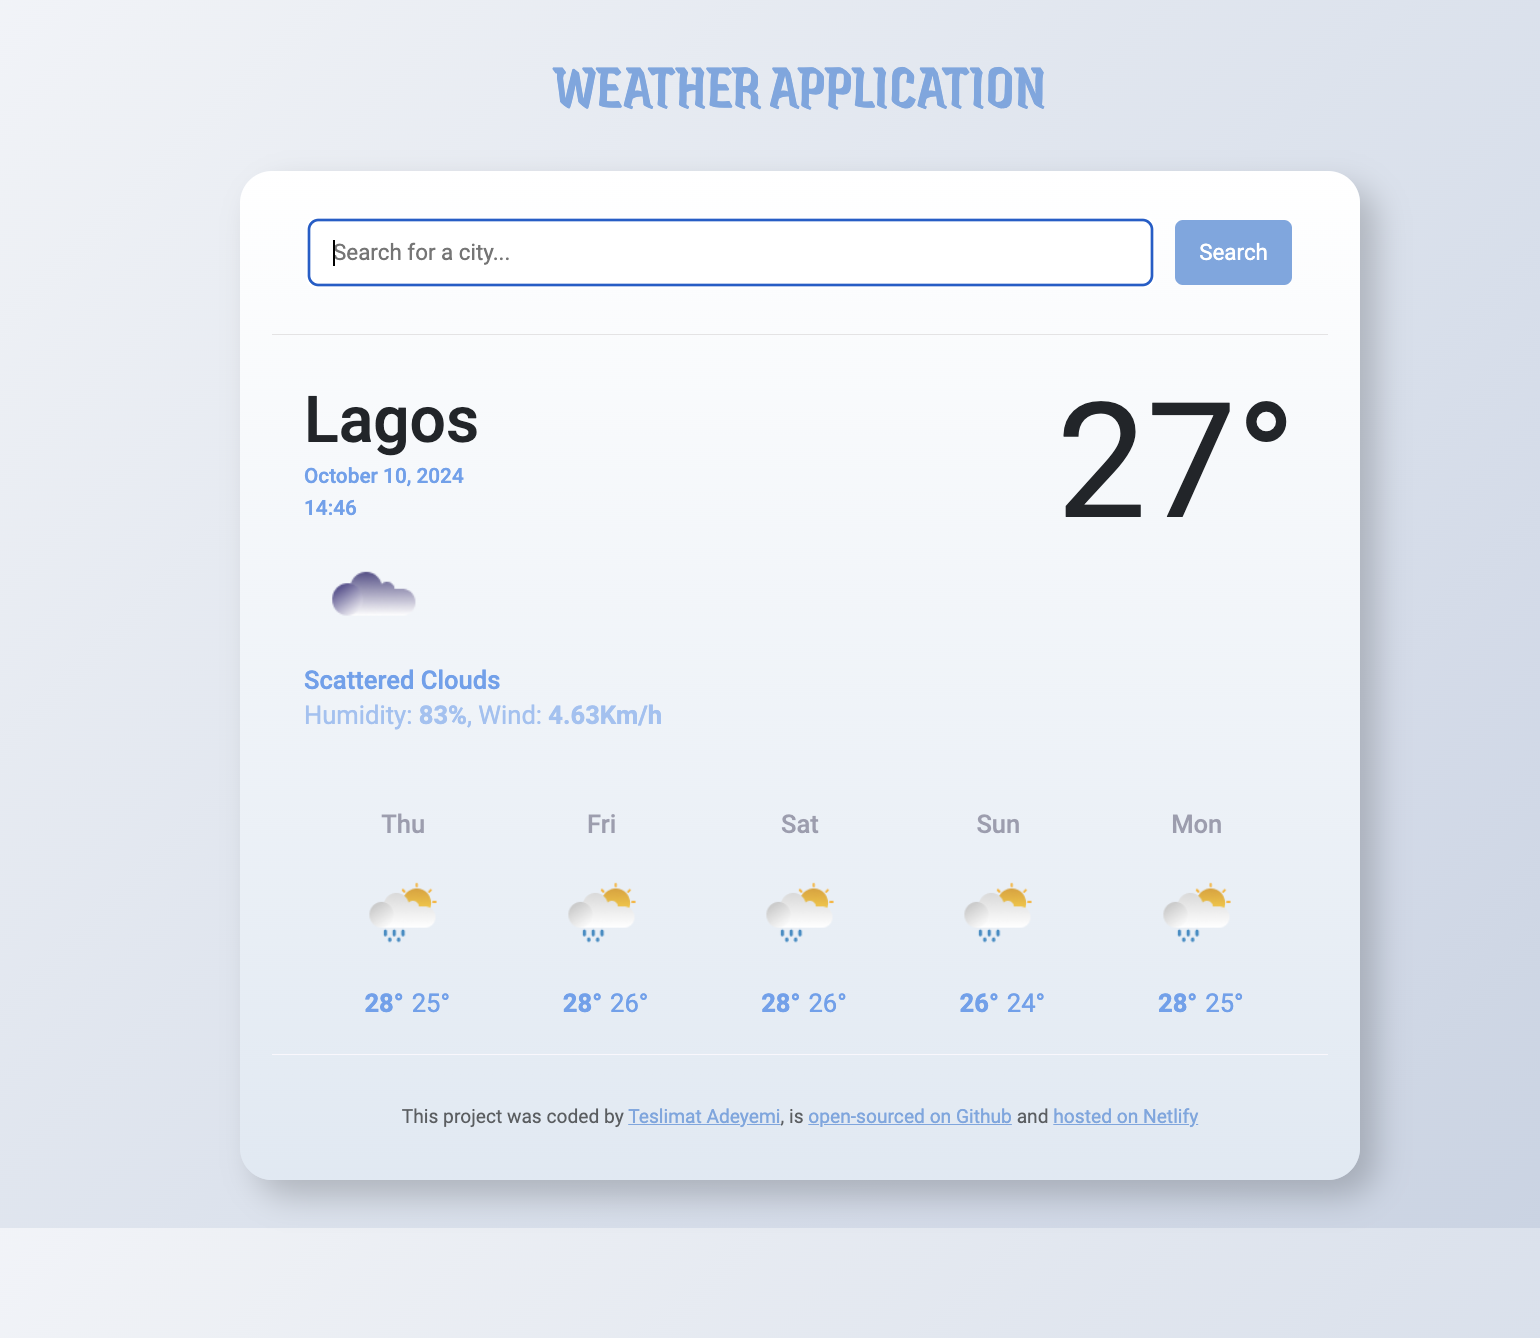 WEATHER APPLICATION
Search for a city...
Search
Lagos
27°
October 10, 2024
14:46
Scattered Clouds
Humidity: 83%, Wind: 4.63Km/h
Thu Fri Sat Sun Mon
28° 25° 28° 26° 28° 26° 26° 24° 28° 25°
This project was coded by Teslimat Adeyemi, is open-sourced on Github and hosted on Netlify